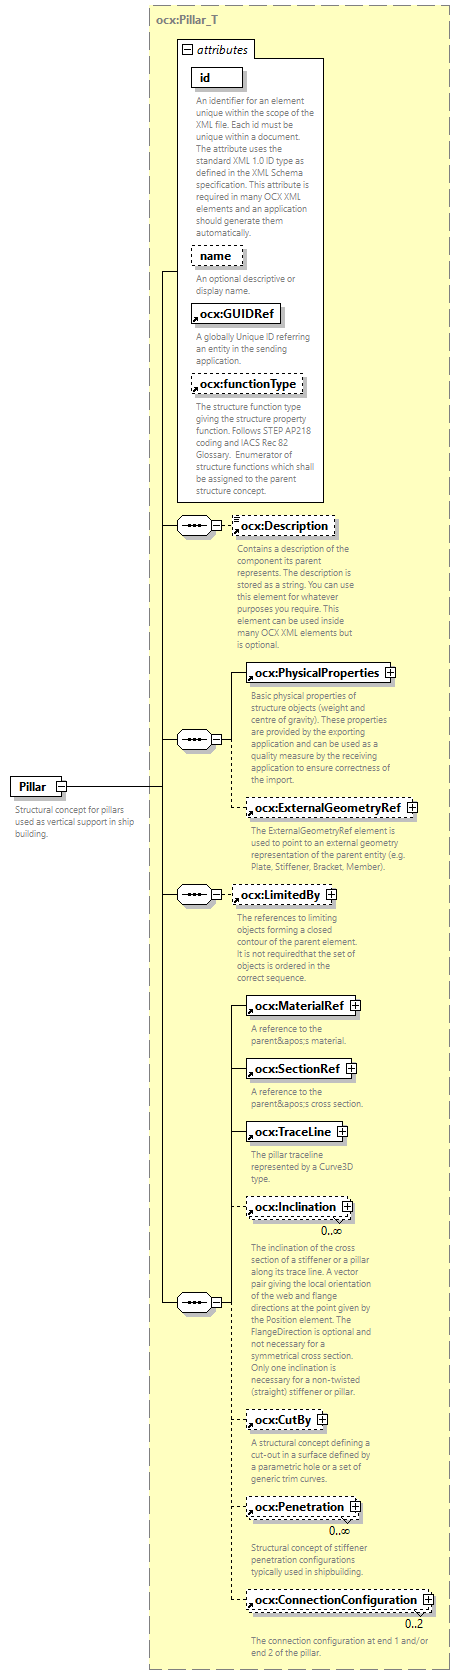 ocx:Pillar_T
attributes
id
An identifier for an element
unique within the scope of the
XML file. Each id must be
unique within a document.
The attribute uses the
standard XML 1.0 ID type as
defined in the XML Schema
specification. This attribute is
required in many OCX XML
elements and an application
should generate them
automatically.
name
An optional descriptive or
display name.
ocx:GUIDRef
A globally Unique ID referring
an entity in the sending
application.
ocx:functionType
The structure function type
giving the structure property
function. Follows STEP AP218
coding and IACS Rec 82
Glossary.  Enumerator of
structure functions which shall
be assigned to the parent
structure concept.
ocx:Description
Contains a description of the
component its parent
represents. The description is
stored as a string. You can use
this element for whatever
purposes you require. This
element can be used inside
many OCX XML elements but
is optional.
ocx:PhysicalProperties
Basic physical properties of
structure objects (weight and
centre of gravity). These properties
are provided by the exporting
application and can be used as a
quality measure by the receiving
application to ensure correctness of
the import.
Pillar
Structural concept for pillars
used as vertical support in ship
building.
ocx:ExternalGeometryRef
The ExternalGeometryRef element is
used to point to an external geometry
representation of the parent entity (e.g.
Plate, Stiffener, Bracket, Member).
ocx:LimitedBy
The references to limiting
objects forming a closed
contour of the parent element.
It is not requiredthat the set of
objects is ordered in the
correct sequence.
ocx:MaterialRef
A reference to the
parent&apos;s material.
ocx:SectionRef
A reference to the
parent&apos;s cross section.
ocx:TraceLine
The pillar traceline
represented by a Curve3D
type.
ocx:Inclination
0..∞
The inclination of the cross
section of a stiffener or a pillar
along its trace line. A vector
pair giving the local orientation
of the web and flange
directions at the point given by
the Position element. The
FlangeDirection is optional and
not necessary for a
symmetrical cross section.
Only one inclination is
necessary for a non-twisted
(straight) stiffener or pillar.
ocx:CutBy
A structural concept defining a
cut-out in a surface defined by
a parametric hole or a set of
generic trim curves.
ocx:Penetration
0..∞
Structural concept of stiffener
penetration configurations
typically used in shipbuilding.
ocx:ConnectionConfiguration
0..2
The connection configuration at end 1 and/or
end 2 of the pillar.